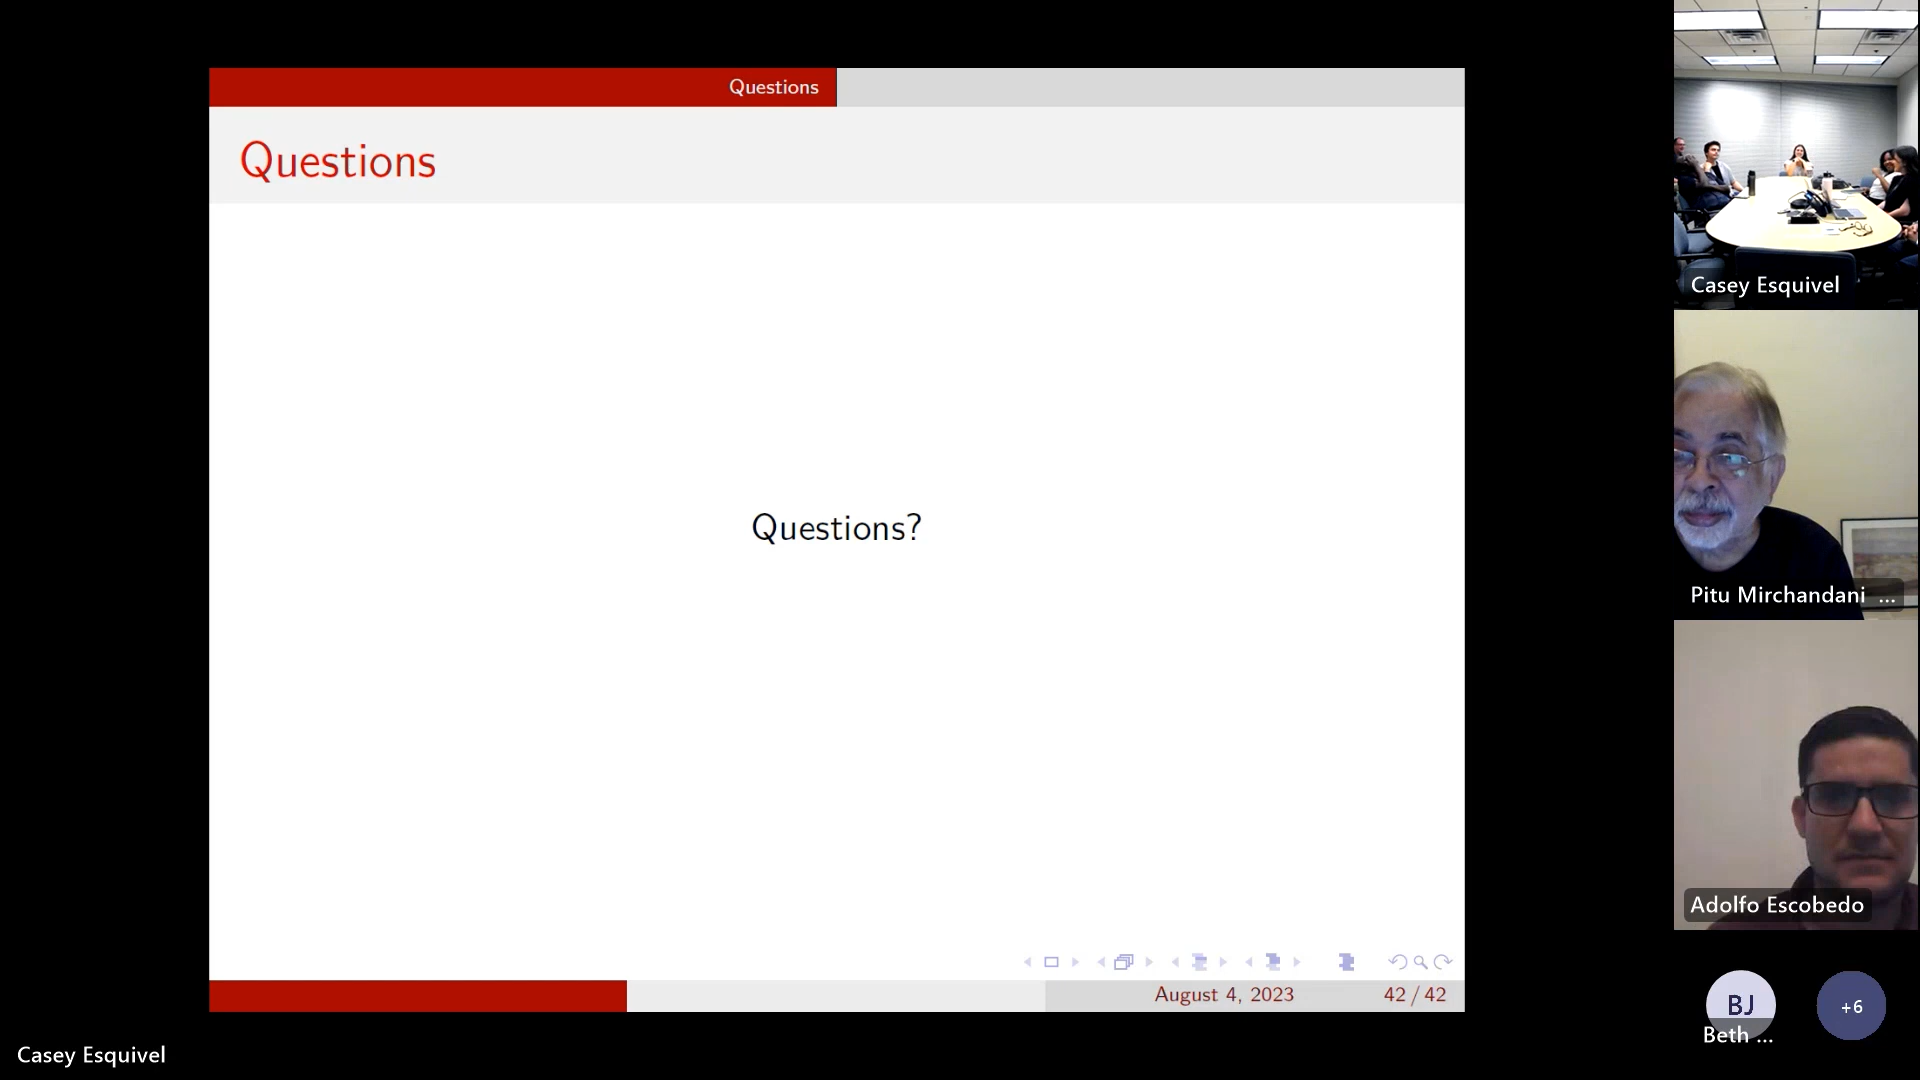 Questions
Questions
Questions?
August 4, 2023
42 / 42
Casey Esquivel
Pitu Mirchandani ...
Adolfo Escobedo
BJ
+6
Beth ...
Casey Esquivel